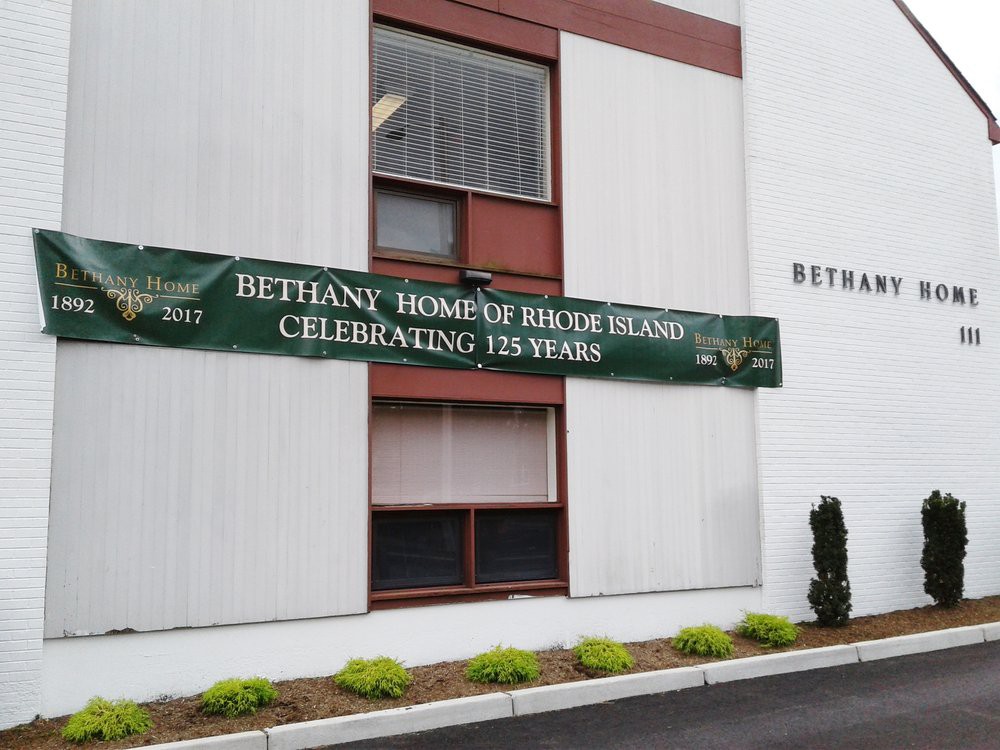 BETHANY HOME
1892 2017
BETHANY HOME OF RHODE ISLAND
CELEBRATING 125 YEARS
BETHANY HOME
1892 2017
BETHANY HOME
111